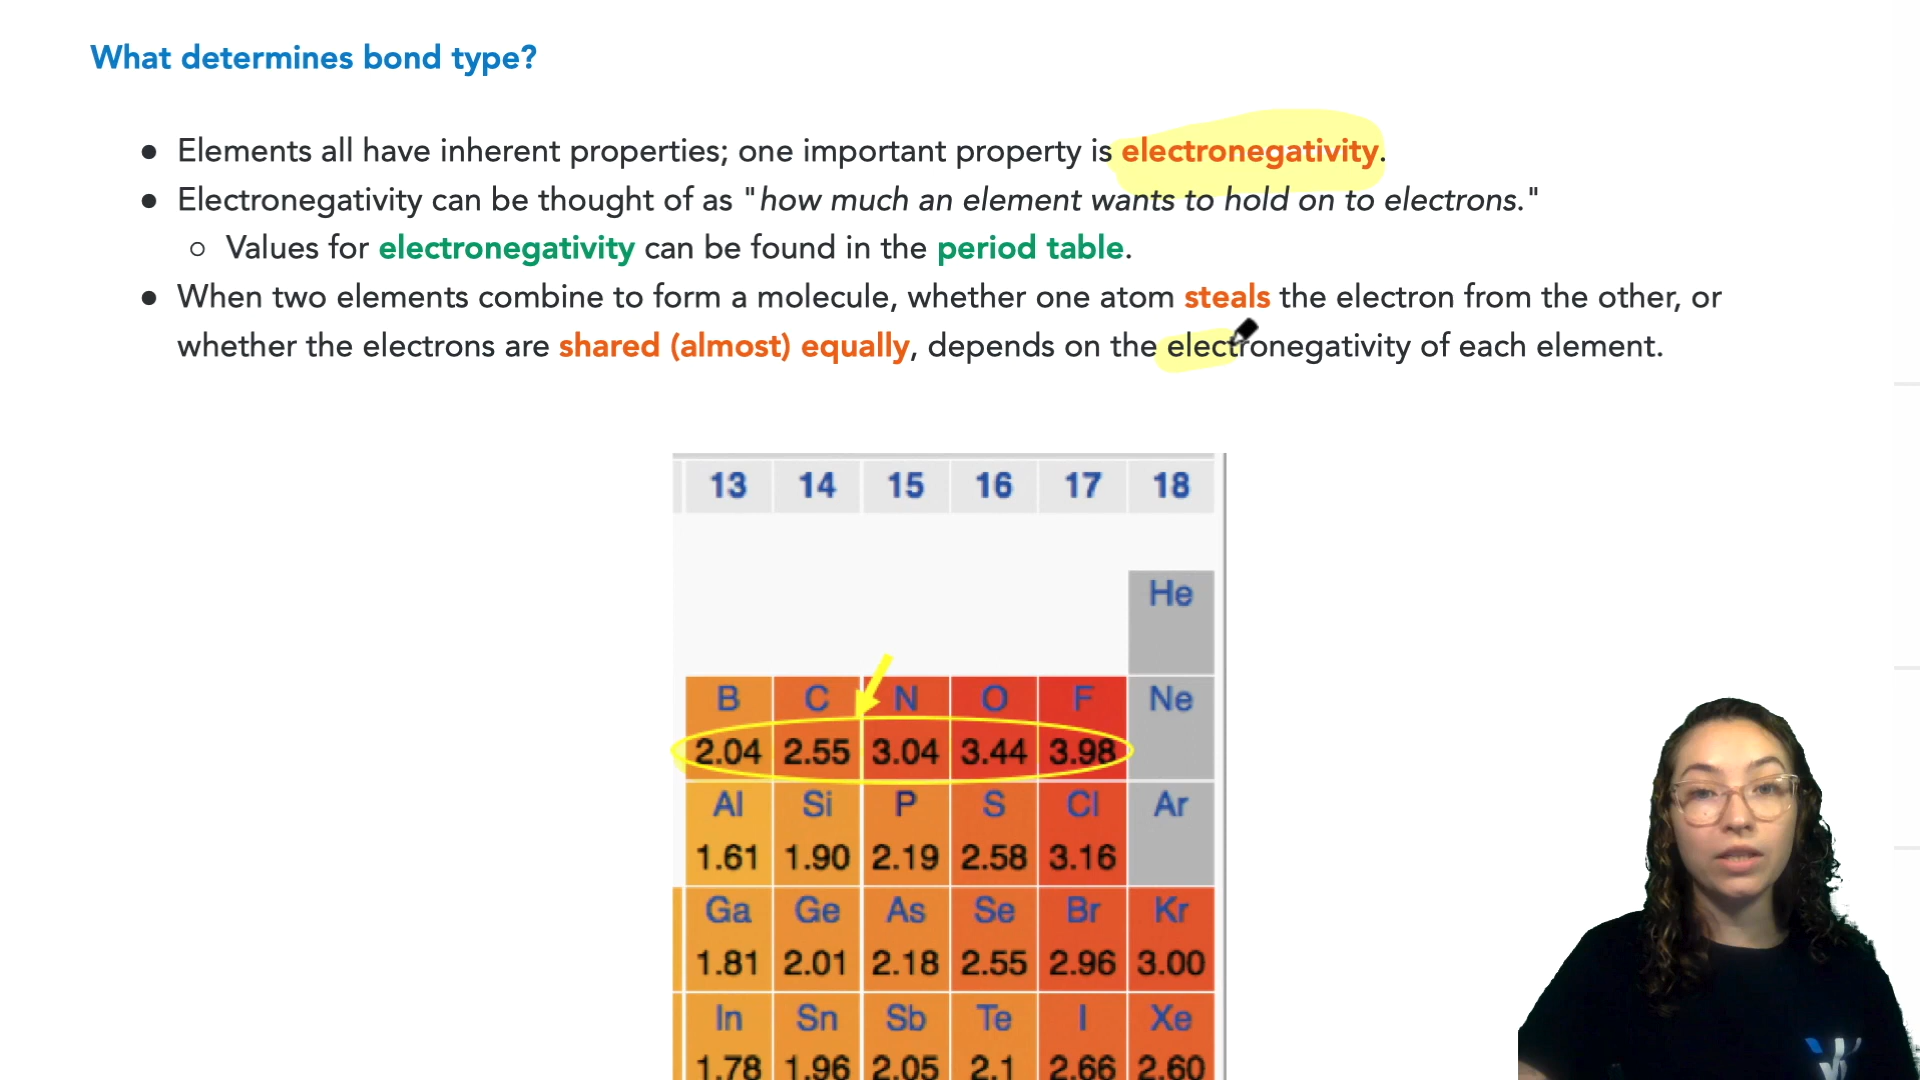 What determines bond type?
● Elements all have inherent properties; one important property is electronegativity.
● Electronegativity can be thought of as "how much an element wants to hold on to electrons."
○ Values for electronegativity can be found in the period table.
● When two elements combine to form a molecule, whether one atom steals the electron from the other, or
whether the electrons are shared (almost) equally, depends on the electronegativity of each element.
13 14 15 16 17 18
He
B C N O F Ne
2.04 2.55 3.04 3.44 3.98
Al Si P S Cl Ar
1.61 1.90 2.19 2.58 3.16
Ga Ge As Se Br Kr
1.81 2.01 2.18 2.55 2.96 3.00
In Sn Sb Te I Xe
1.78 1.96 2.05 2.1 2.66 2.60